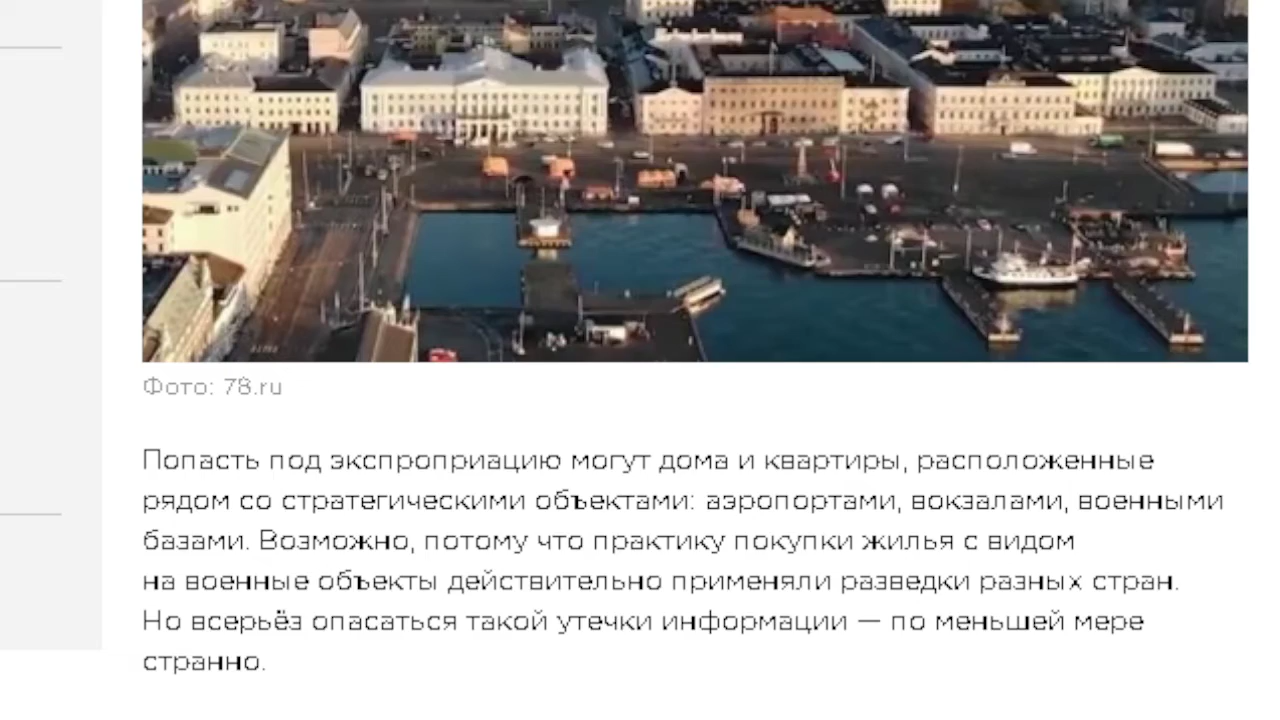 Фото: 78.ru
Попасть под экспроприацию могут дома и квартиры, расположенные
рядом со стратегическими объектами: аэропортами, вокзалами, военными
базами. Возможно, потому что практику покупки жилья с видом
на военные объекты действительно применяли разведки разных стран.
Но всерьёз опасаться такой утечки информации — по меньшей мере
странно.